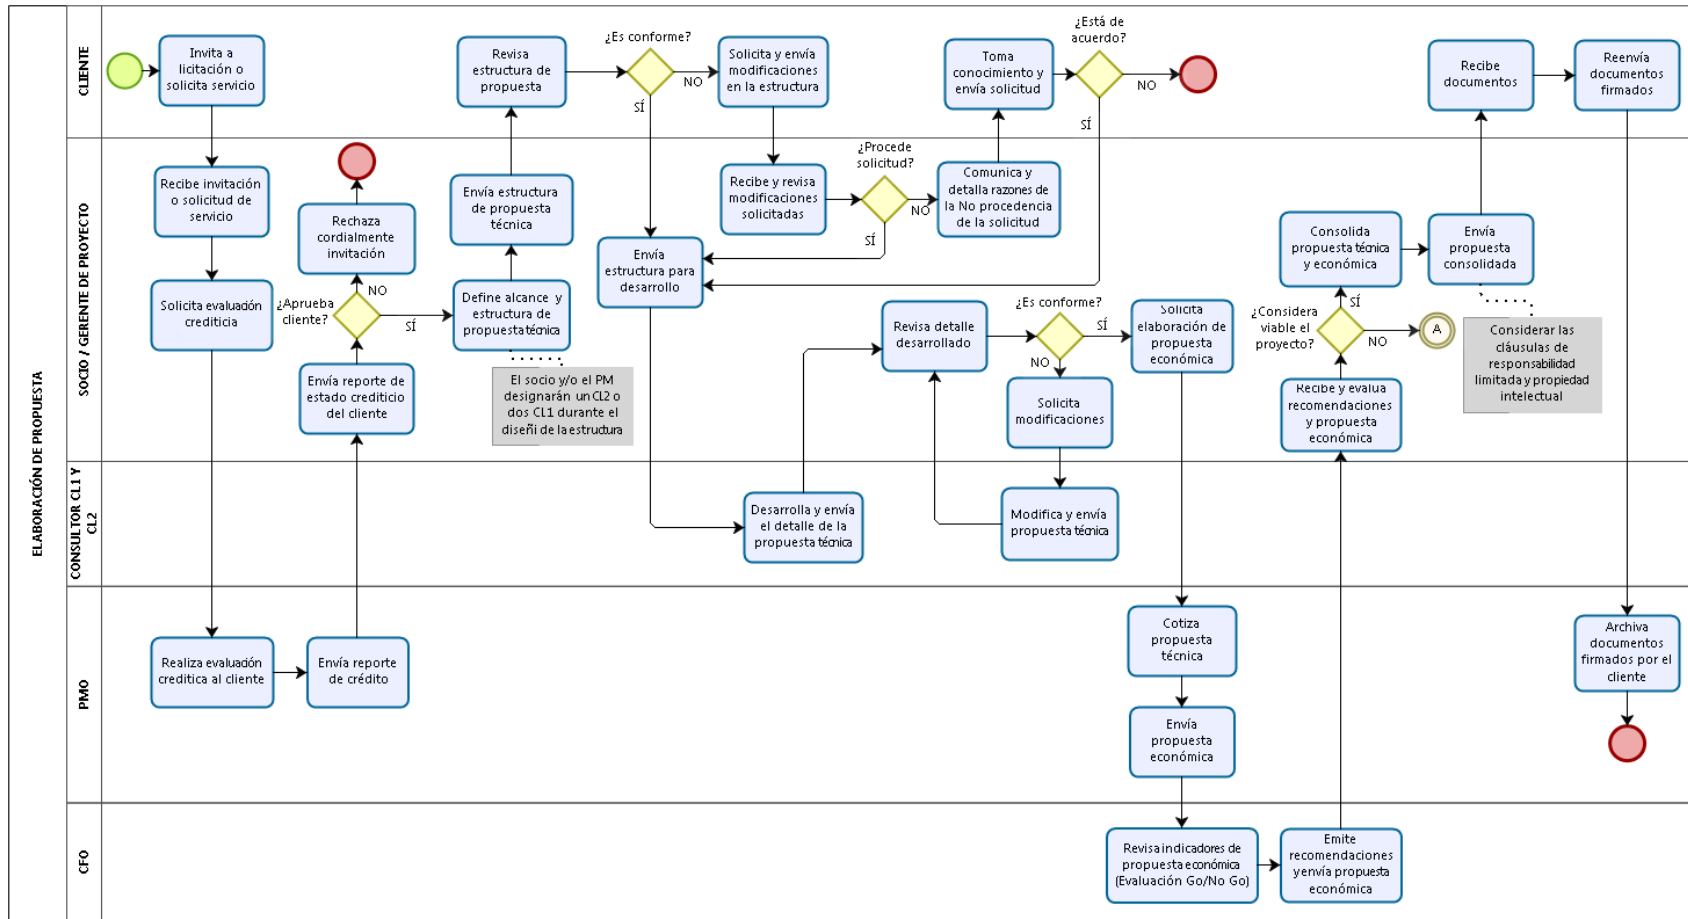 ELABORACIÓN DE PROPUESTA
CLIENTE
Invita a
licitación o
solicita servicio
Revisa
estructura de
propuesta
¿Es conforme?
NO
SÍ
Solicita y envía
modificaciones
en la estructura
Toma
conocimiento y
envía solicitud
¿Está de
acuerdo?
NO
SÍ
Recibe
documentos
Reenvía
documentos
firmados
SOCIO / GERENTE DE PROYECTO
Recibe invitación
o solicitud de
servicio
Solicita evaluación
crediticia
Rechaza
cordialmente
invitación
NO
¿Aprueba
cliente?
SÍ
Envía reporte de
estado crediticio
del cliente
Envía estructura
de propuesta
técnica
Define alcance y
estructura de
propuesta técnica
El socio y/o el PM
designarán un CL2 o
dos CL1 durante el
diseñi de la estructura
Envía
estructura para
desarrollo
Recibe y revisa
modificaciones
solicitadas
¿Procede
solicitud?
NO
SÍ
Comunica y
detalla razones de
la No procedencia
de la solicitud
Revisa detalle
desarrollado
¿Es conforme?
SÍ
NO
Solicita
modificaciones
Solicita
elaboración de
propuesta
económica
Consolida
propuesta técnica
y económica
SÍ
¿Considera
viable el
proyecto?
NO
A
Recibe y evalua
recomendaciones
y propuesta
económica
Envía
propuesta
consolidada
Considerar las
cláusulas de
responsabilidad
limitada y propiedad
intelectual
CONSULTOR CL1 Y
CL2
Desarrolla y envía
el detalle de la
propuesta técnica
Modifica y envía
propuesta técnica
PMO
Realiza evaluación
creditica al cliente
Envía reporte
de crédito
Cotiza
propuesta
técnica
Envía
propuesta
económica
Archiva
documentos
firmados por el
cliente
CFO
Revisa indicadores de
propuesta económica
(Evaluación Go/No Go)
Emite
recomendaciones
y envía propuesta
económica